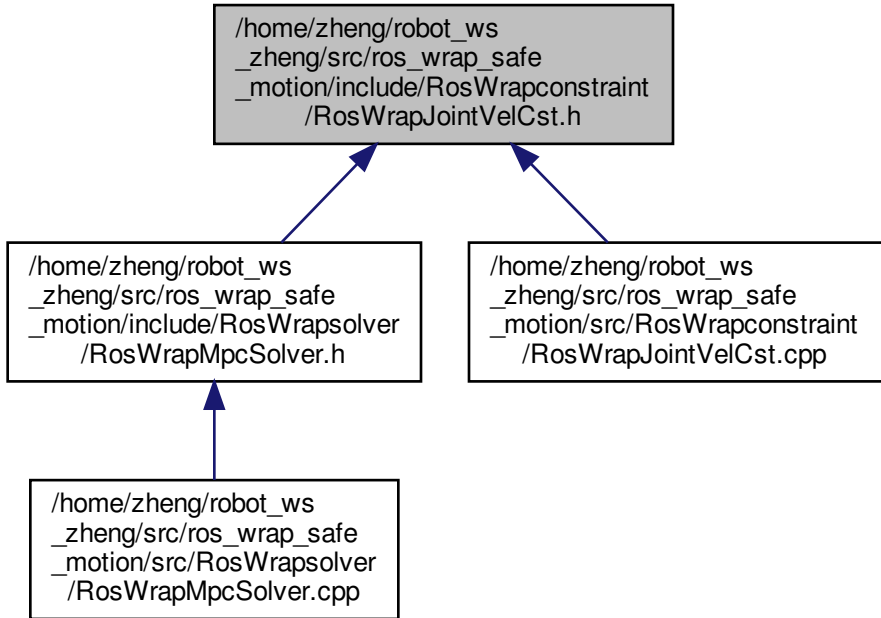 /home/zheng/robot_ws
_zheng/src/ros_wrap_safe
_motion/include/RosWrapconstraint
/RosWrapJointVelCst.h
/home/zheng/robot_ws
_zheng/src/ros_wrap_safe
_motion/include/RosWrapsolver
/RosWrapMpcSolver.h
/home/zheng/robot_ws
_zheng/src/ros_wrap_safe
_motion/src/RosWrapconstraint
/RosWrapJointVelCst.cpp
/home/zheng/robot_ws
_zheng/src/ros_wrap_safe
_motion/src/RosWrapsolver
/RosWrapMpcSolver.cpp